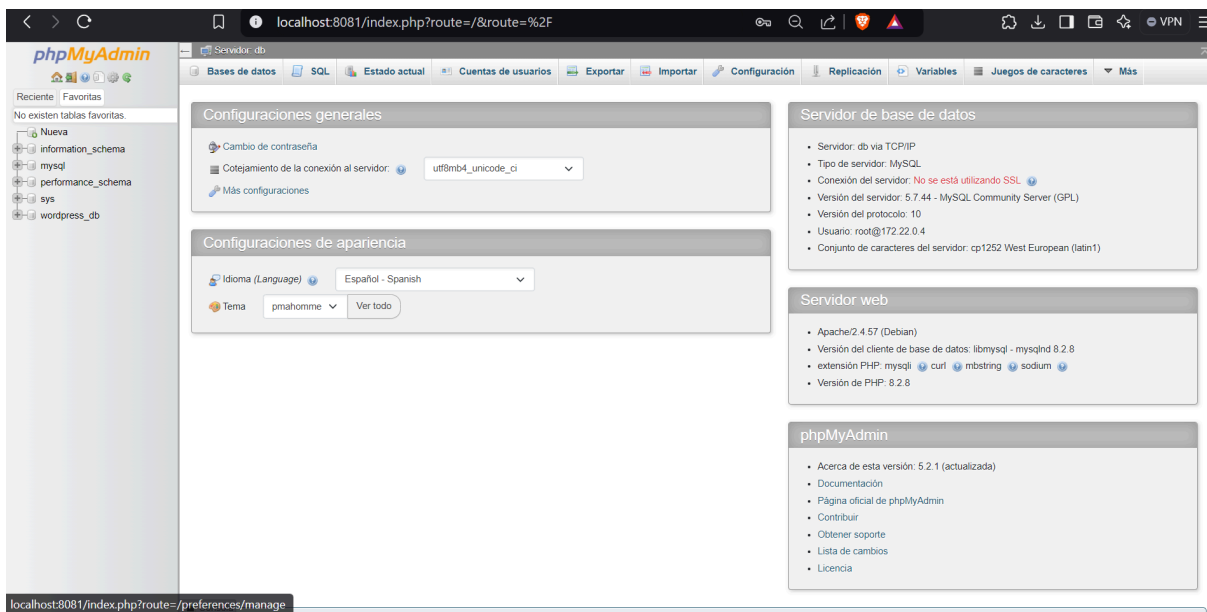 localhost:8081/index.php?route=/&route=%2F
VPN
phpMyAdmin
Reciente Favoritas
No existen tablas favoritas.
Nueva
information_schema
mysql
performance_schema
sys
wordpress_db
Servidor: db
Bases de datos SQL Estado actual Cuentas de usuarios Exportar Importar Configuración Replicación Variables Juegos de caracteres Más
Configuraciones generales
Cambio de contraseña
Cotejamiento de la conexión al servidor: utf8mb4_unicode_ci
Más configuraciones
Configuraciones de apariencia
Idioma (Language) Español - Spanish
Tema pmahomme Ver todo
Servidor de base de datos
• Servidor: db via TCP/IP
• Tipo de servidor: MySQL
• Conexión del servidor: No se está utilizando SSL
• Versión del servidor: 5.7.44 - MySQL Community Server (GPL)
• Versión del protocolo: 10
• Usuario: root@172.22.0.4
• Conjunto de caracteres del servidor: cp1252 West European (latin1)
Servidor web
• Apache/2.4.57 (Debian)
• Versión del cliente de base de datos: libmysql - mysqlnd 8.2.8
• extensión PHP: mysqli curl mbstring sodium
• Versión de PHP: 8.2.8
phpMyAdmin
• Acerca de esta versión: 5.2.1 (actualizada)
• Documentación
• Página oficial de phpMyAdmin
• Contribuir
• Obtener soporte
• Lista de cambios
• Licencia
localhost:8081/index.php?route=/preferences/manage